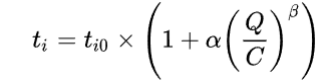 t_i = t_{i0} × (1 + α(Q/C)^β)